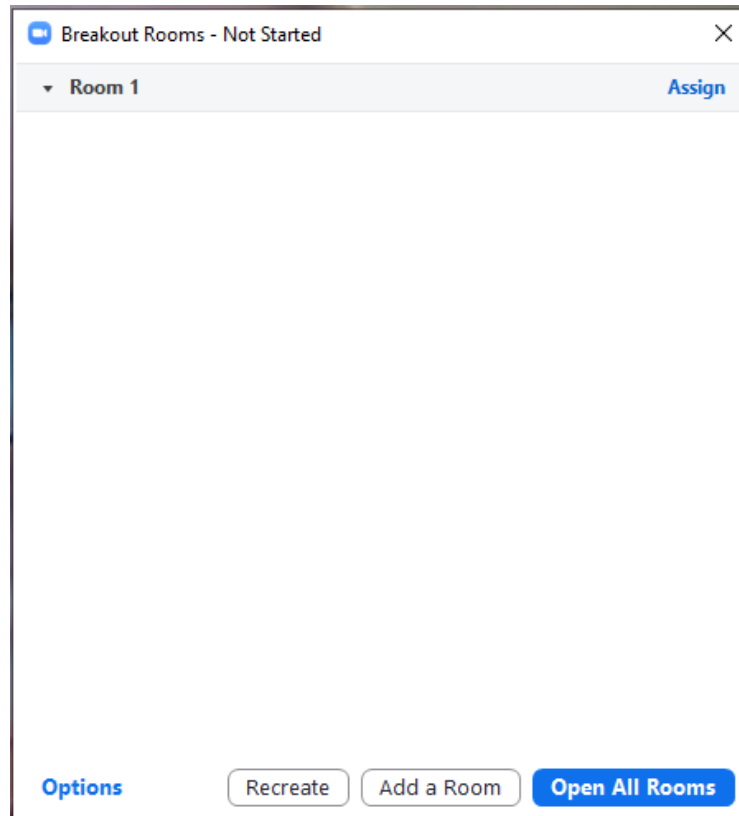 Breakout Rooms - Not Started
Room 1 Assign
Options Recreate Add a Room Open All Rooms